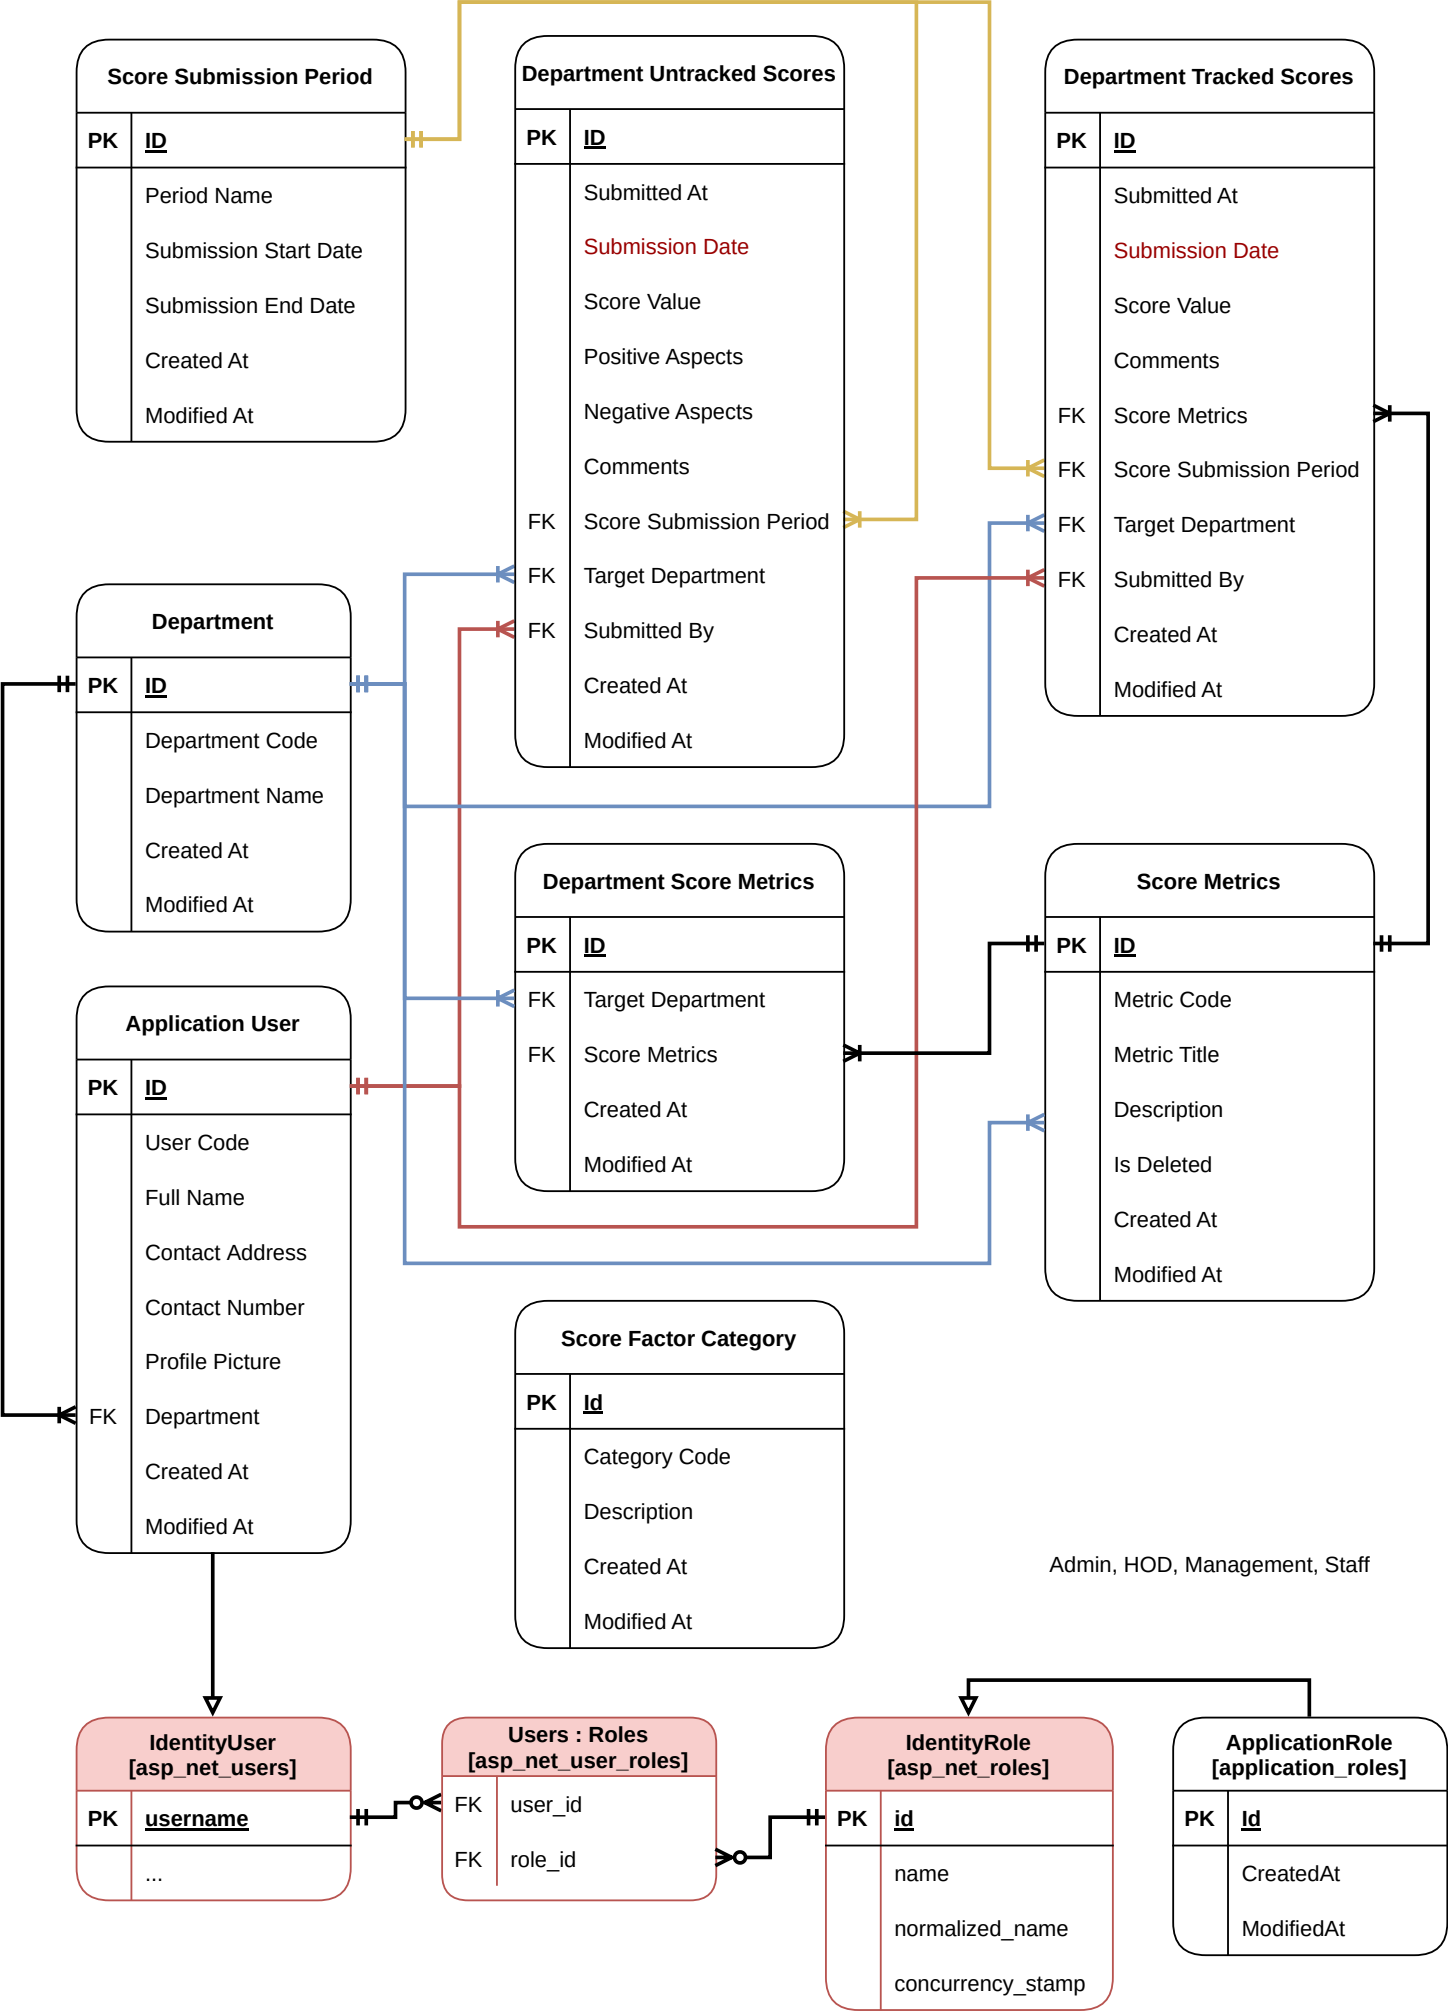 Score Submission Period
PK ID
Period Name
Submission Start Date
Submission End Date
Created At
Modified At
Department Untracked Scores
PK ID
Submitted At
Submission Date
Score Value
Positive Aspects
Negative Aspects
Comments
FK Score Submission Period
FK Target Department
FK Submitted By
Created At
Modified At
Department Tracked Scores
PK ID
Submitted At
Submission Date
Score Value
Comments
FK Score Metrics
FK Score Submission Period
FK Target Department
FK Submitted By
Created At
Modified At
Department
PK ID
Department Code
Department Name
Created At
Modified At
Department Score Metrics
PK ID
FK Target Department
FK Score Metrics
Created At
Modified At
Score Metrics
PK ID
Metric Code
Metric Title
Description
Is Deleted
Created At
Modified At
Application User
PK ID
User Code
Full Name
Contact Address
Contact Number
Profile Picture
FK Department
Created At
Modified At
Score Factor Category
PK Id
Category Code
Description
Created At
Modified At
Admin, HOD, Management, Staff
IdentityUser
[asp_net_users]
PK username
...
Users : Roles
[asp_net_user_roles]
FK user_id
FK role_id
IdentityRole
[asp_net_roles]
PK id
name
normalized_name
concurrency_stamp
ApplicationRole
[application_roles]
PK Id
CreatedAt
ModifiedAt